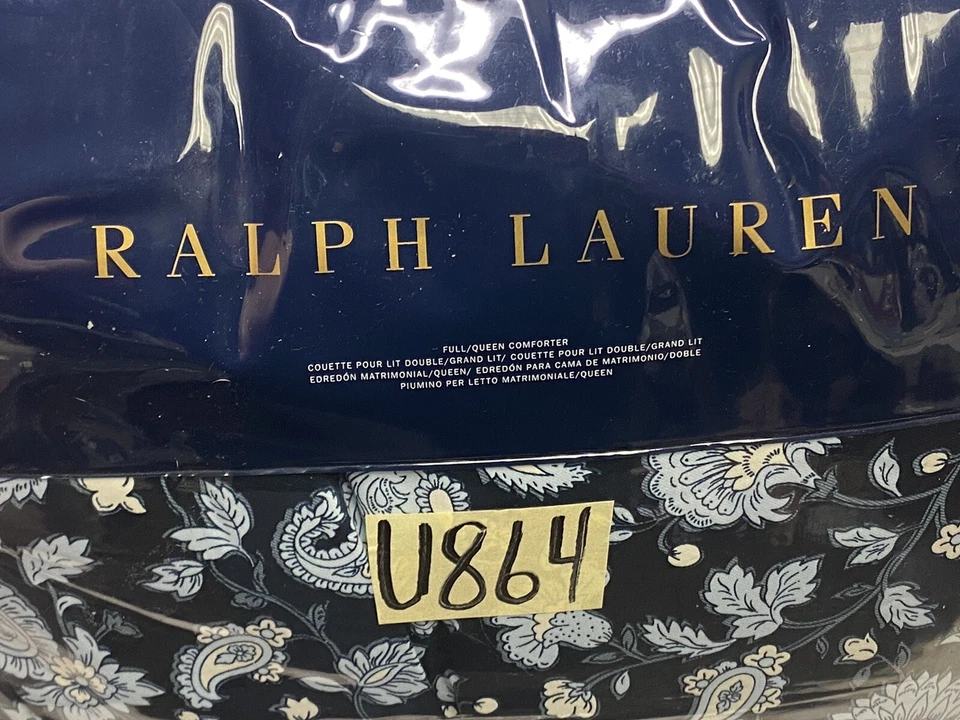 RALPH LAUREN
FULL/QUEEN COMFORTER
COUETTE POUR LIT DOUBLE/GRAND LIT/ COUETTE POUR LIT DOUBLE/GRAND LIT
EDREDÓN MATRIMONIAL/QUEEN/ EDREDÓN PARA CAMA DE MATRIMONIO/DOBLE
PIUMINO PER LETTO MATRIMONIALE/QUEEN
U864